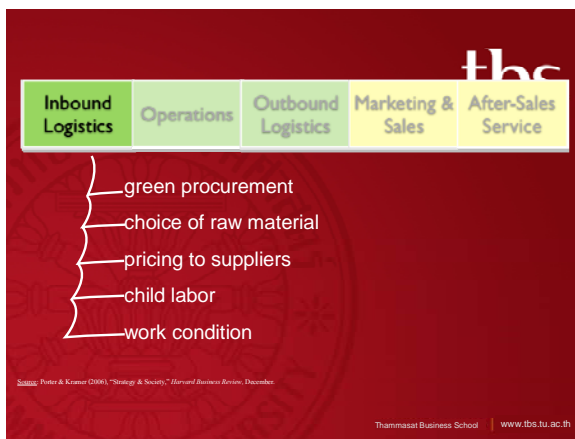 tbs
Inbound
Logistics
Operations
Outbound
Logistics
Marketing &
Sales
After-Sales
Service
green procurement
choice of raw material
pricing to suppliers
child labor
work condition
Source: Porter & Kramer (2006), “Strategy & Society,” Harvard Business Review, December.
Thammasat Business School
www.tbs.tu.ac.th